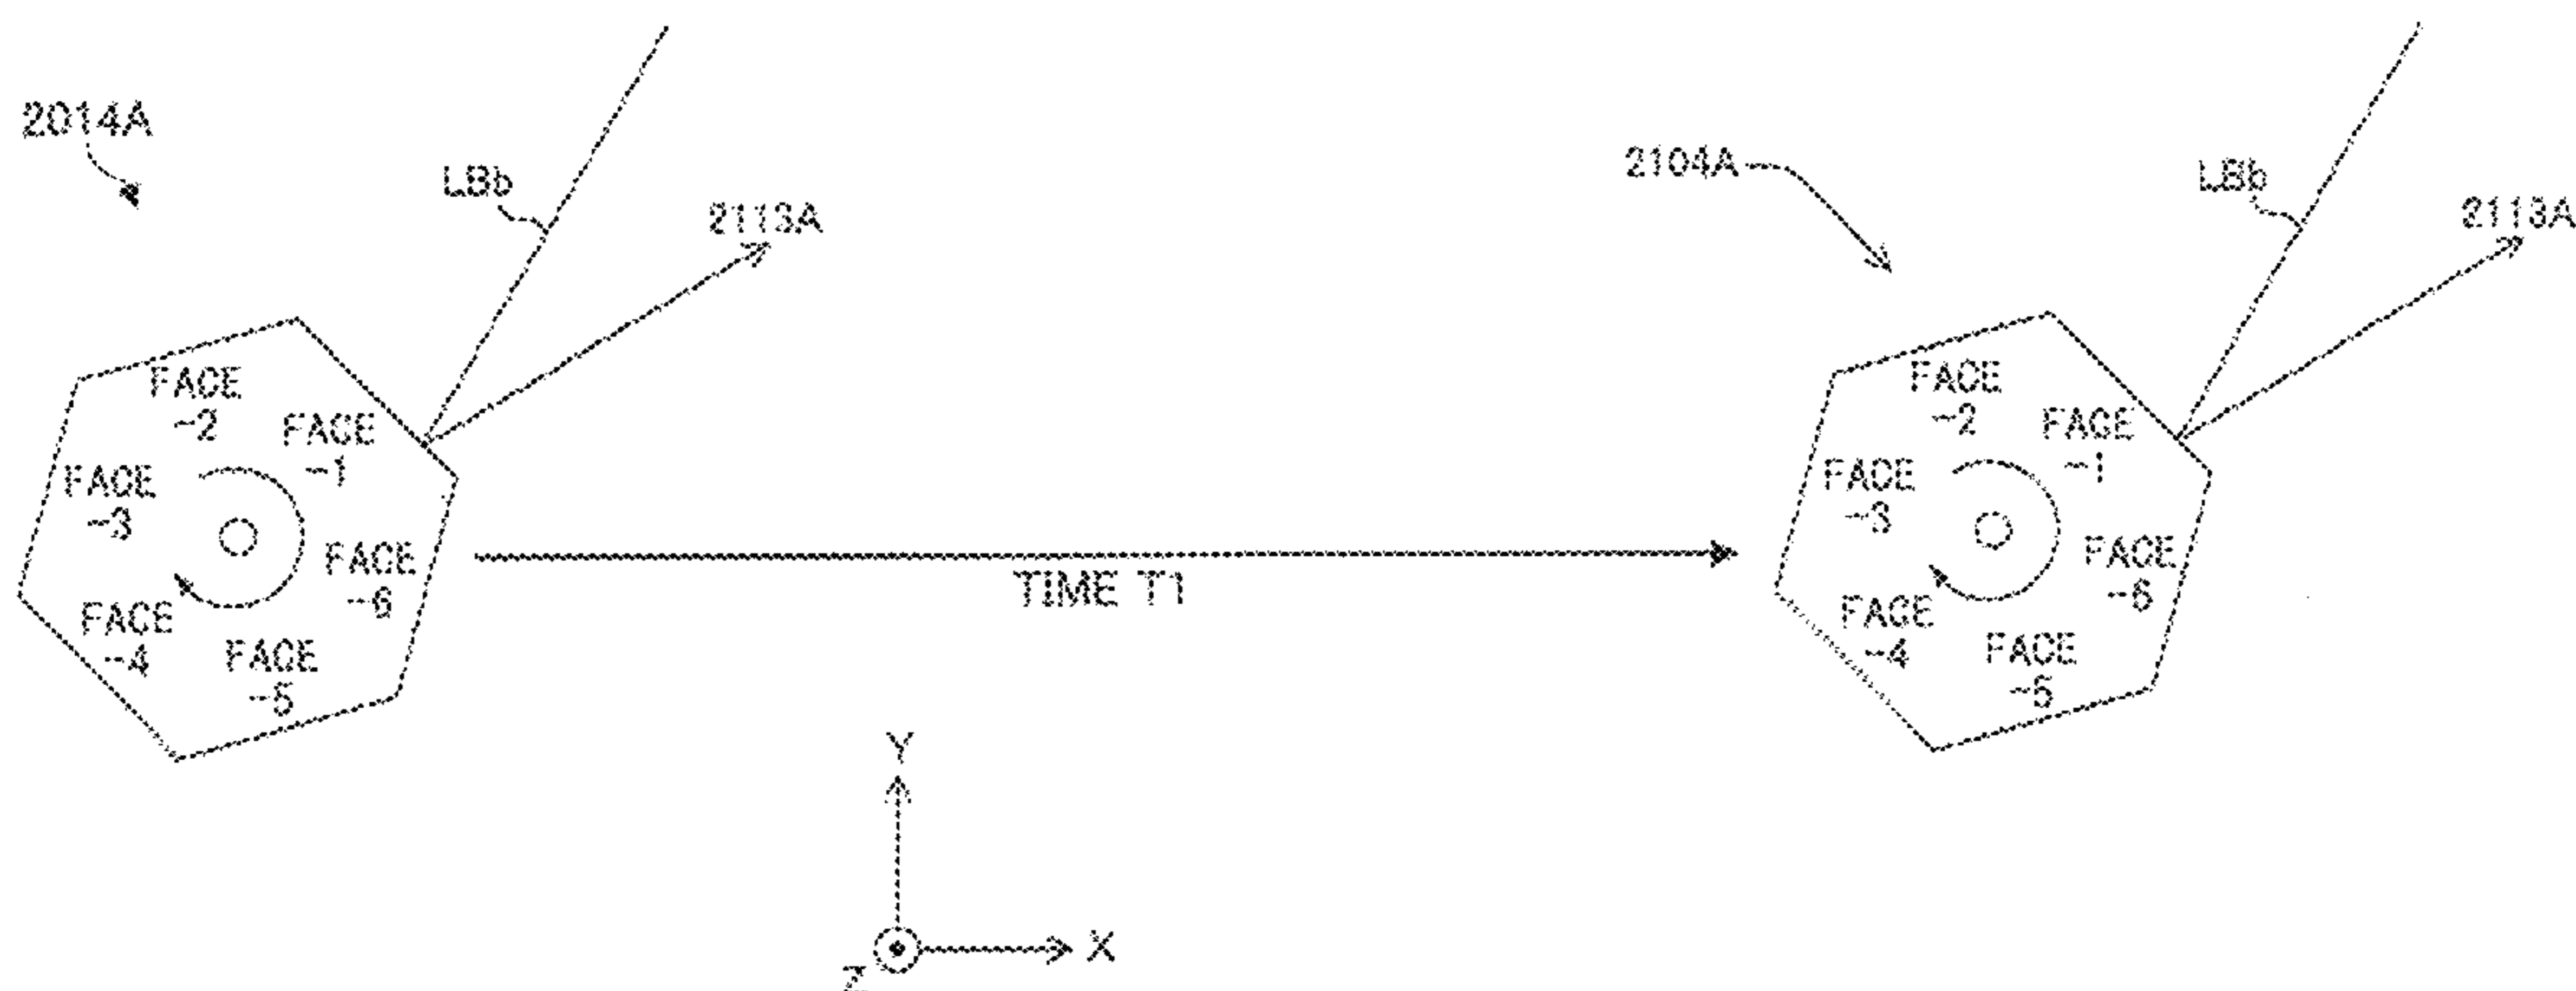 2014A
LBb
2113A
FACE
-2
FACE
-1
FACE
-3
FACE
-6
FACE
-4
FACE
-5
TIME T1
2104A
LBb
2113A
FACE
-2
FACE
-1
FACE
-3
FACE
-6
FACE
-4
FACE
-5
Y
X
Z